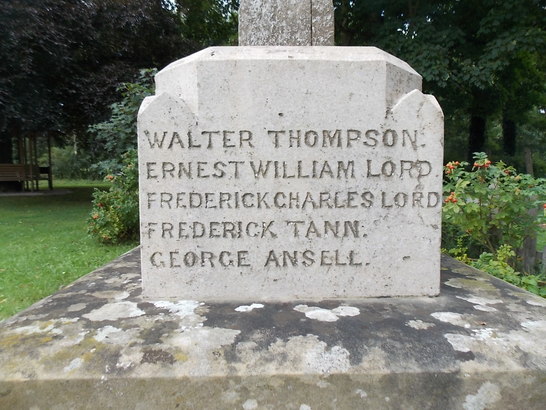 WALTER THOMPSON.
ERNEST WILLIAM LORD
FREDERICK CHARLES LORD
FREDERICK TANN.
GEORGE ANSELL.